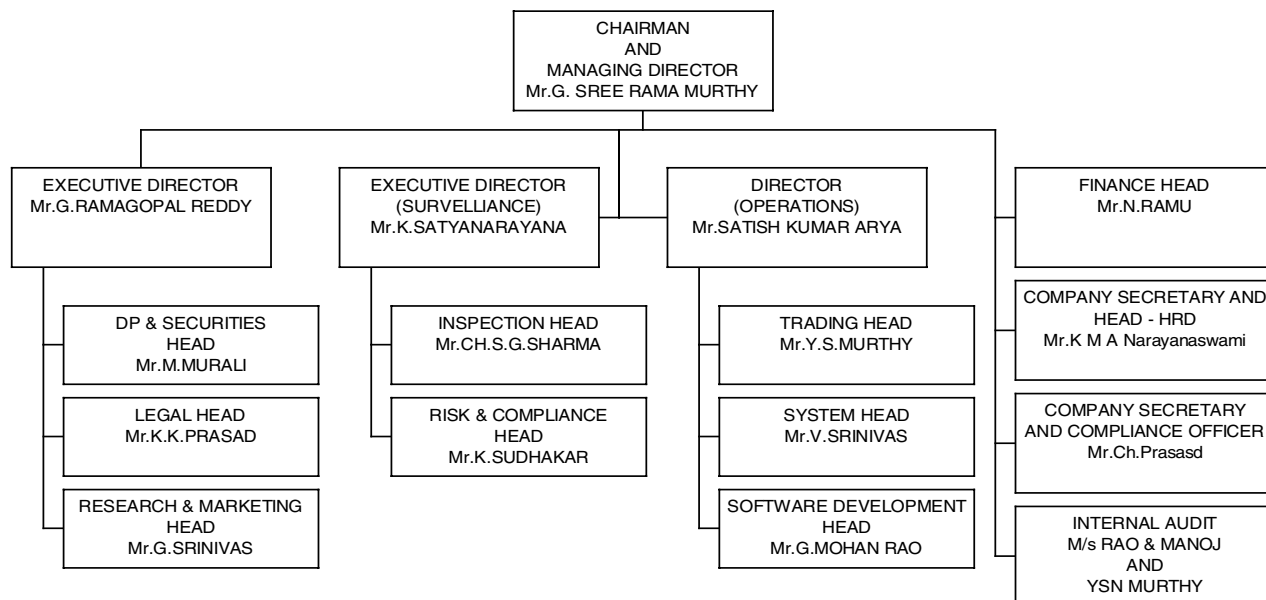 CHAIRMAN
AND
MANAGING DIRECTOR
Mr.G. SREE RAMA MURTHY
EXECUTIVE DIRECTOR
Mr.G.RAMAGOPAL REDDY
EXECUTIVE DIRECTOR
(SURVELLIANCE)
Mr.K.SATYANARAYANA
DIRECTOR
(OPERATIONS)
Mr.SATISH KUMAR ARYA
FINANCE HEAD
Mr.N.RAMU
DP & SECURITIES
HEAD
Mr.M.MURALI
LEGAL HEAD
Mr.K.K.PRASAD
RESEARCH & MARKETING
HEAD
Mr.G.SRINIVAS
INSPECTION HEAD
Mr.CH.S.G.SHARMA
RISK & COMPLIANCE
HEAD
Mr.K.SUDHAKAR
TRADING HEAD
Mr.Y.S.MURTHY
SYSTEM HEAD
Mr.V.SRINIVAS
SOFTWARE DEVELOPMENT
HEAD
Mr.G.MOHAN RAO
COMPANY SECRETARY AND
HEAD - HRD
Mr.K M A Narayanaswami
COMPANY SECRETARY
AND COMPLIANCE OFFICER
Mr.Ch.Prasasd
INTERNAL AUDIT
M/s RAO & MANOJ
AND
YSN MURTHY